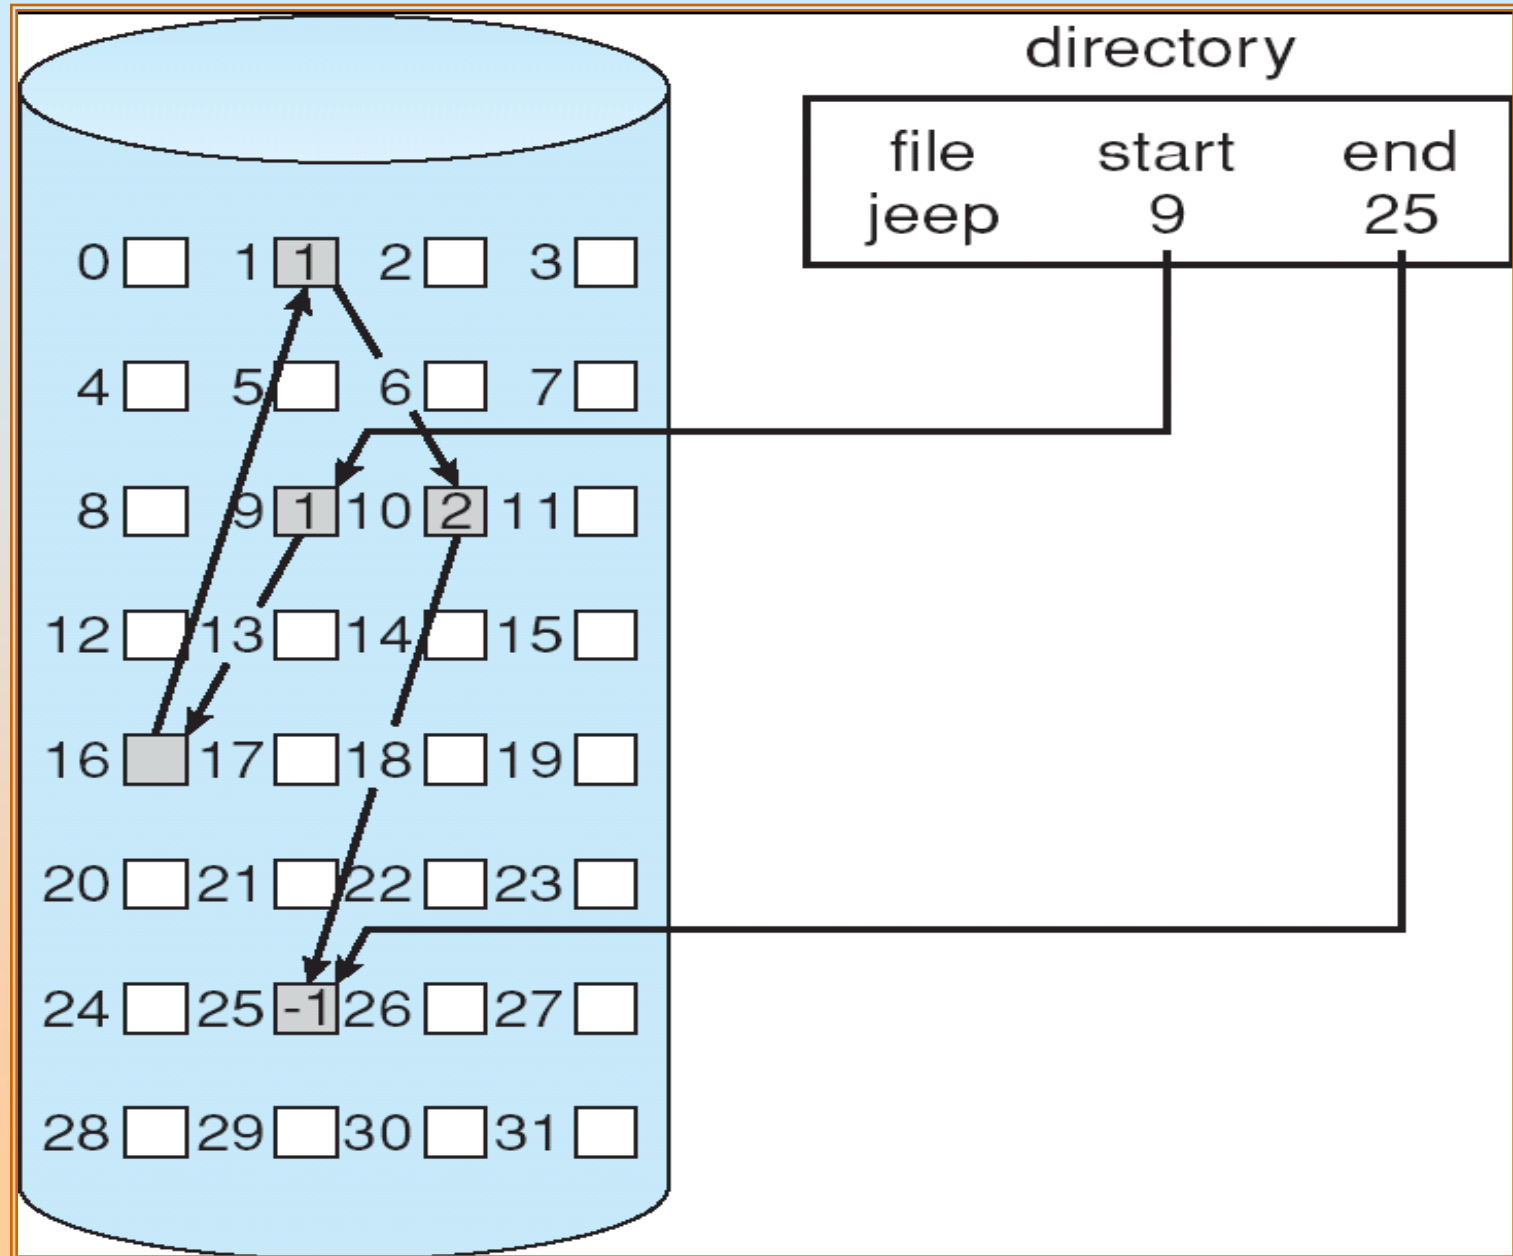 directory
file start end
jeep 9 25
0 1 1 2 3
4 5 6 7
8 9 1 10 2 11
12 13 14 15
16 17 18 19
20 21 22 23
24 25 -1 26 27
28 29 30 31